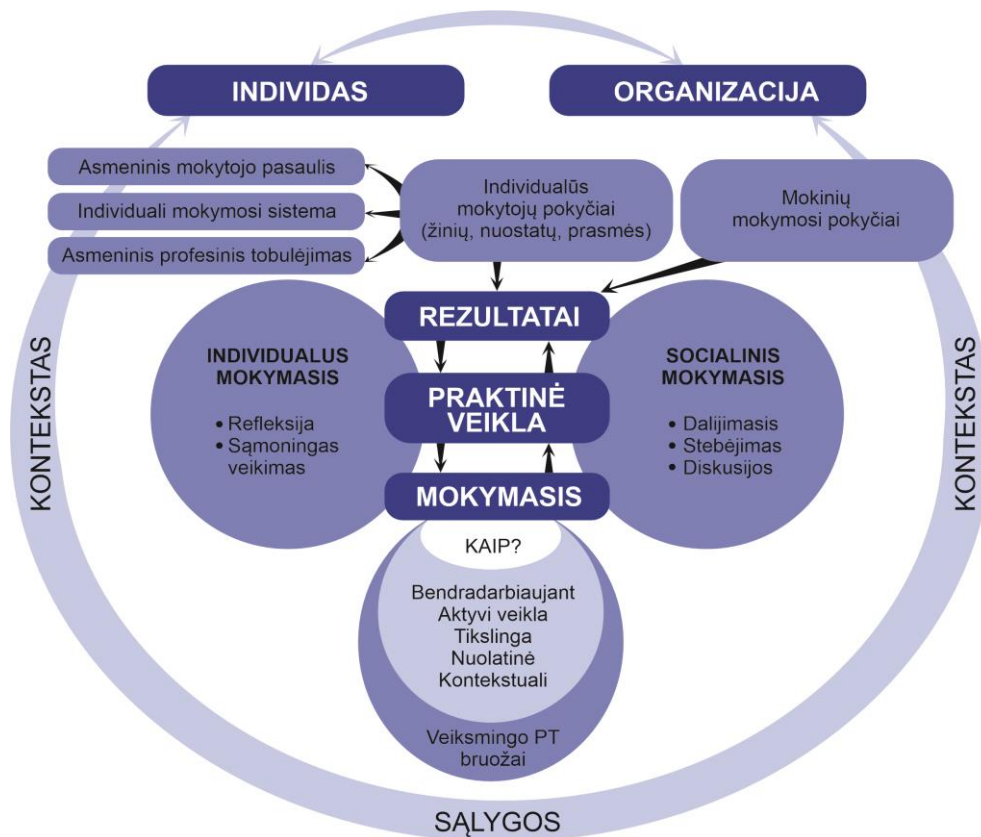 INDIVIDAS
ORGANIZACIJA
Asmeninis mokytojo pasaulis
Individuali mokymosi sistema
Asmeninis profesinis tobulėjimas
Individualūs
mokytojų pokyčiai
(žinių, nuostatų, prasmės)
Mokinių
mokymosi pokyčiai
REZULTATAI
INDIVIDUALUS
MOKYMASIS
• Refleksija
• Sąmoningas
veikimas
PRAKTINĖ
VEIKLA
SOCIALINIS
MOKYMASIS
• Dalijimasis
• Stebėjimas
• Diskusijos
MOKYMASIS
KONTEKSTAS
KONTEKSTAS
KAIP?
Bendradarbiaujant
Aktyvi veikla
Tikslinga
Nuolatinė
Kontekstuali
Veiksmingo PT
bruožai
SĄLYGOS